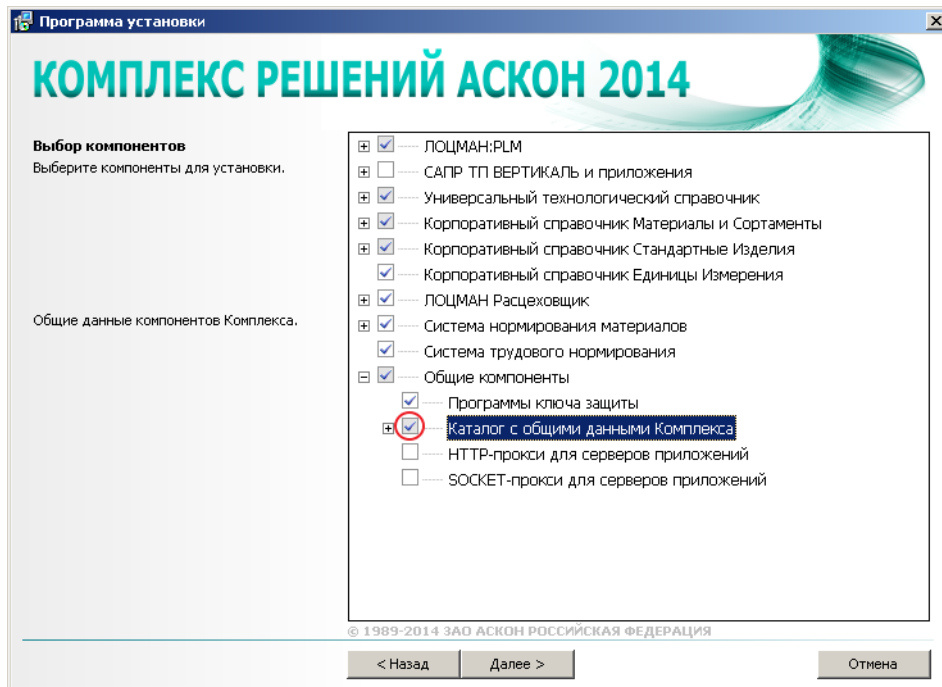 Программа установки
КОМПЛЕКС РЕШЕНИЙ АСКОН 2014
Выбор компонентов
Выберите компоненты для установки.
Общие данные компонентов Комплекса.
ЛОЦМАН:PLM
САПР ТП ВЕРТИКАЛЬ и приложения
Универсальный технологический справочник
Корпоративный справочник Материалы и Сортаменты
Корпоративный справочник Стандартные Изделия
Корпоративный справочник Единицы Измерения
ЛОЦМАН Расцеховщик
Система нормирования материалов
Система трудового нормирования
Общие компоненты
Программы ключа защиты
Каталог с общими данными Комплекса
HTTP-прокси для серверов приложений
SOCKET-прокси для серверов приложений
© 1989-2014 ЗАО АСКОН РОССИЙСКАЯ ФЕДЕРАЦИЯ
< Назад
Далее >
Отмена